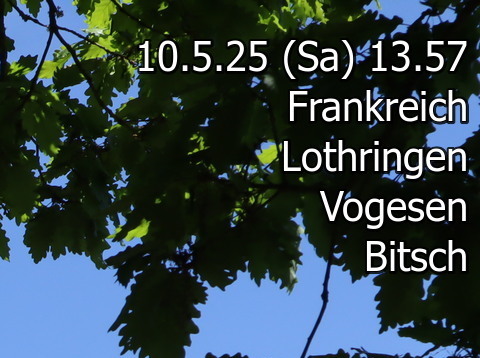 10.5.25 (Sa) 13.57
Frankreich
Lothringen
Vogesen
Bitsch